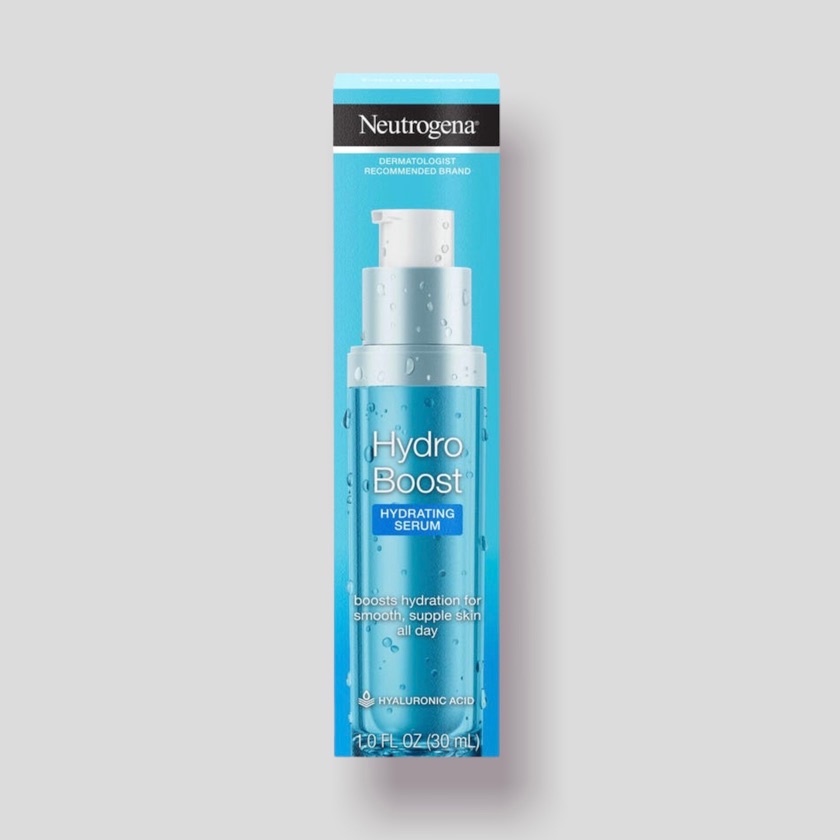 Neutrogena®
DERMATOLOGIST
RECOMMENDED BRAND
Hydro
Boost
HYDRATING
SERUM
boosts hydration for
smooth, supple skin
all day
HYALURONIC ACID
1.0 FL OZ (30 mL)